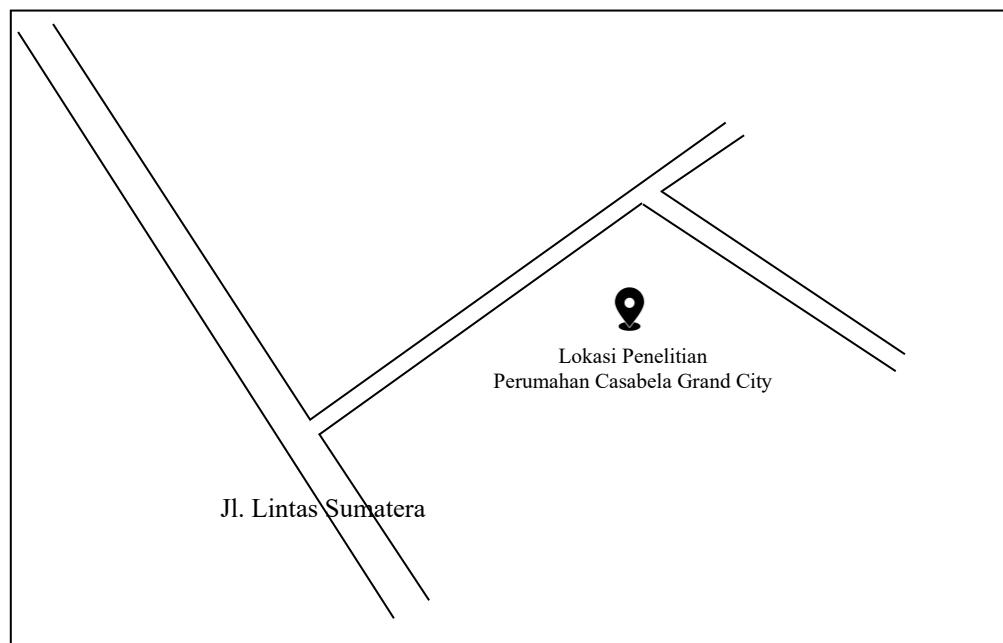 Lokasi Penelitian
Perumahan Casabela Grand City
Jl. Lintas Sumatera